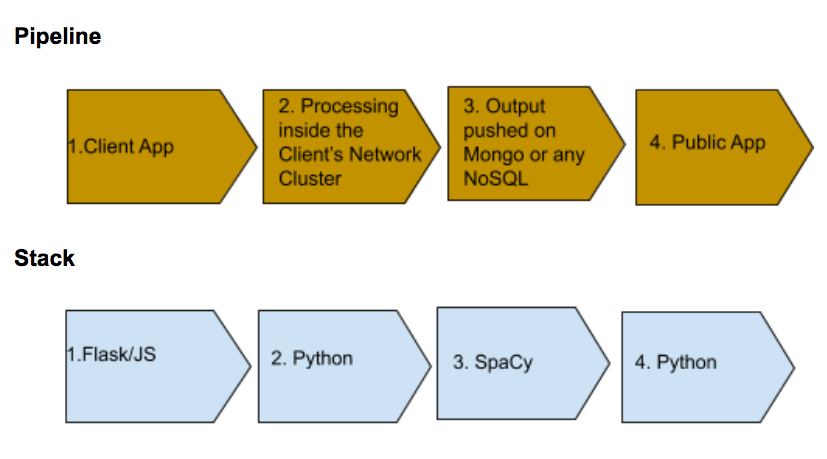 Pipeline
1.Client App
2. Processing
inside the
Client's Network
Cluster
3. Output
pushed on
Mongo or any
NoSQL
4. Public App
Stack
1.Flask/JS
2. Python
3. SpaCy
4. Python